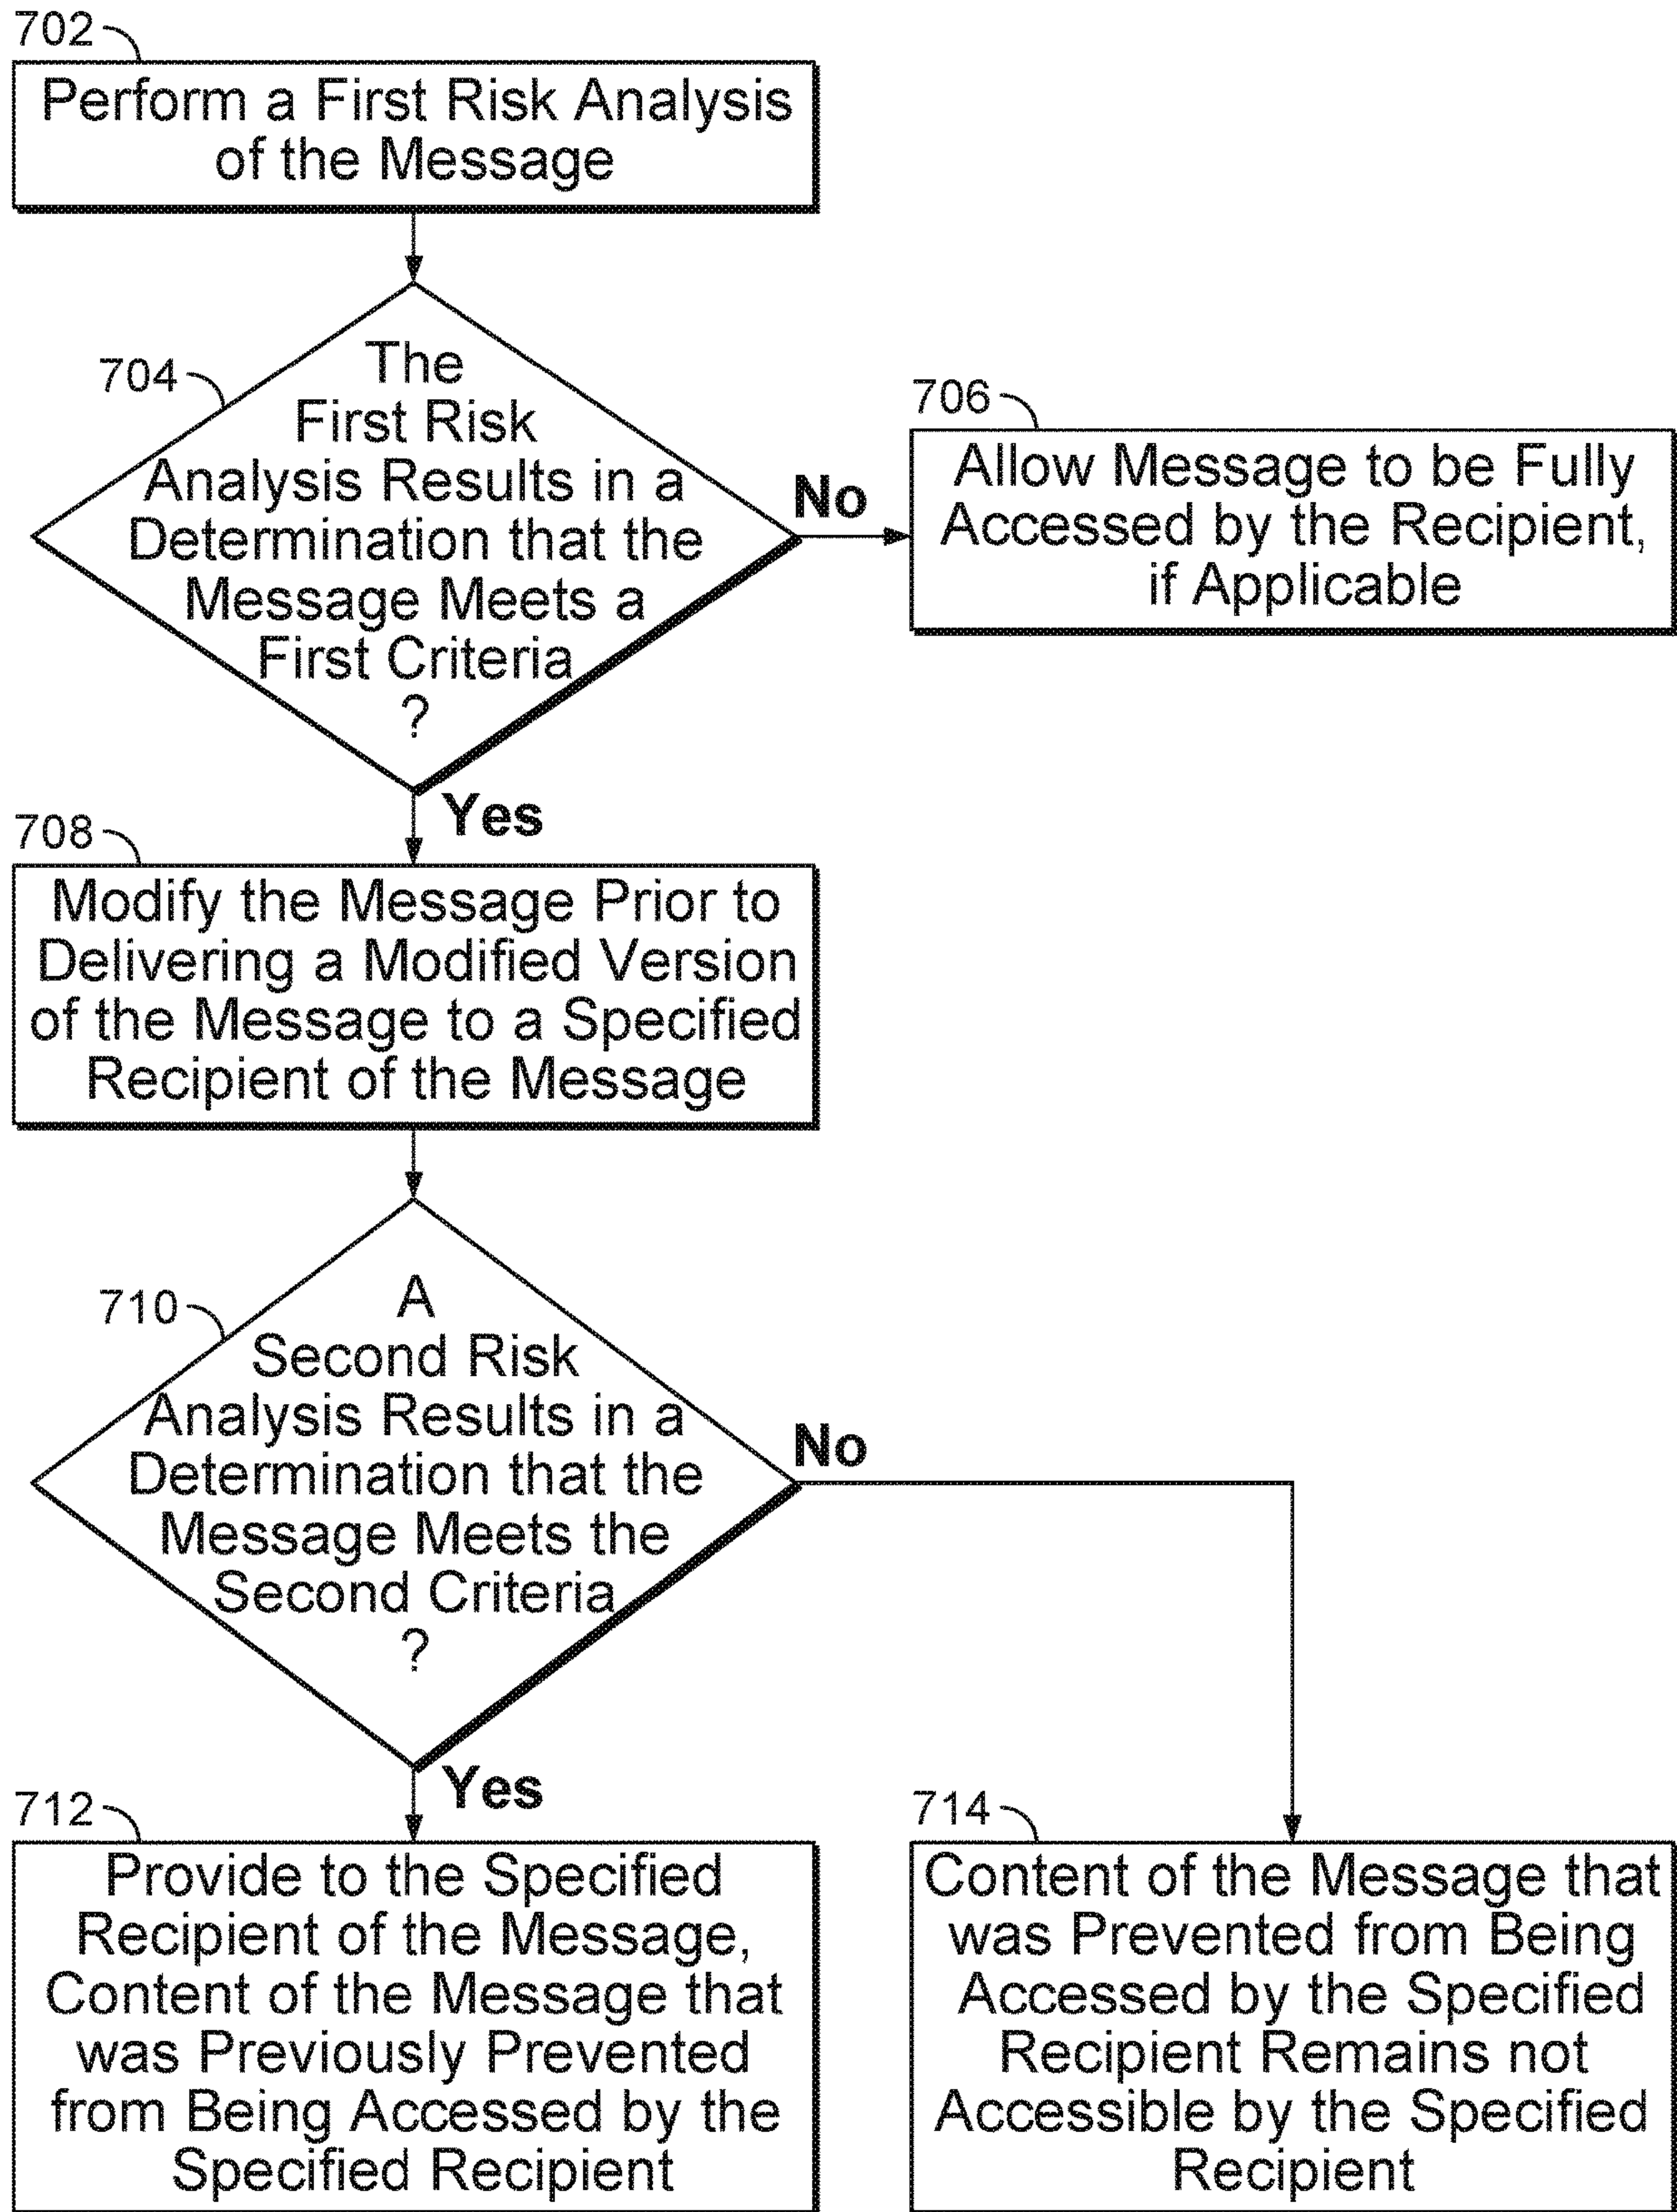 702
Perform a First Risk Analysis
of the Message
704
The
First Risk
Analysis Results in a
Determination that the
Message Meets a
First Criteria
?
No
706
Allow Message to be Fully
Accessed by the Recipient,
if Applicable
Yes
708
Modify the Message Prior to
Delivering a Modified Version
of the Message to a Specified
Recipient of the Message
710
A
Second Risk
Analysis Results in a
Determination that the
Message Meets the
Second Criteria
?
No
Yes
712
Provide to the Specified
Recipient of the Message,
Content of the Message that
was Previously Prevented
from Being Accessed by the
Specified Recipient
714
Content of the Message that
was Prevented from Being
Accessed by the Specified
Recipient Remains not
Accessible by the Specified
Recipient